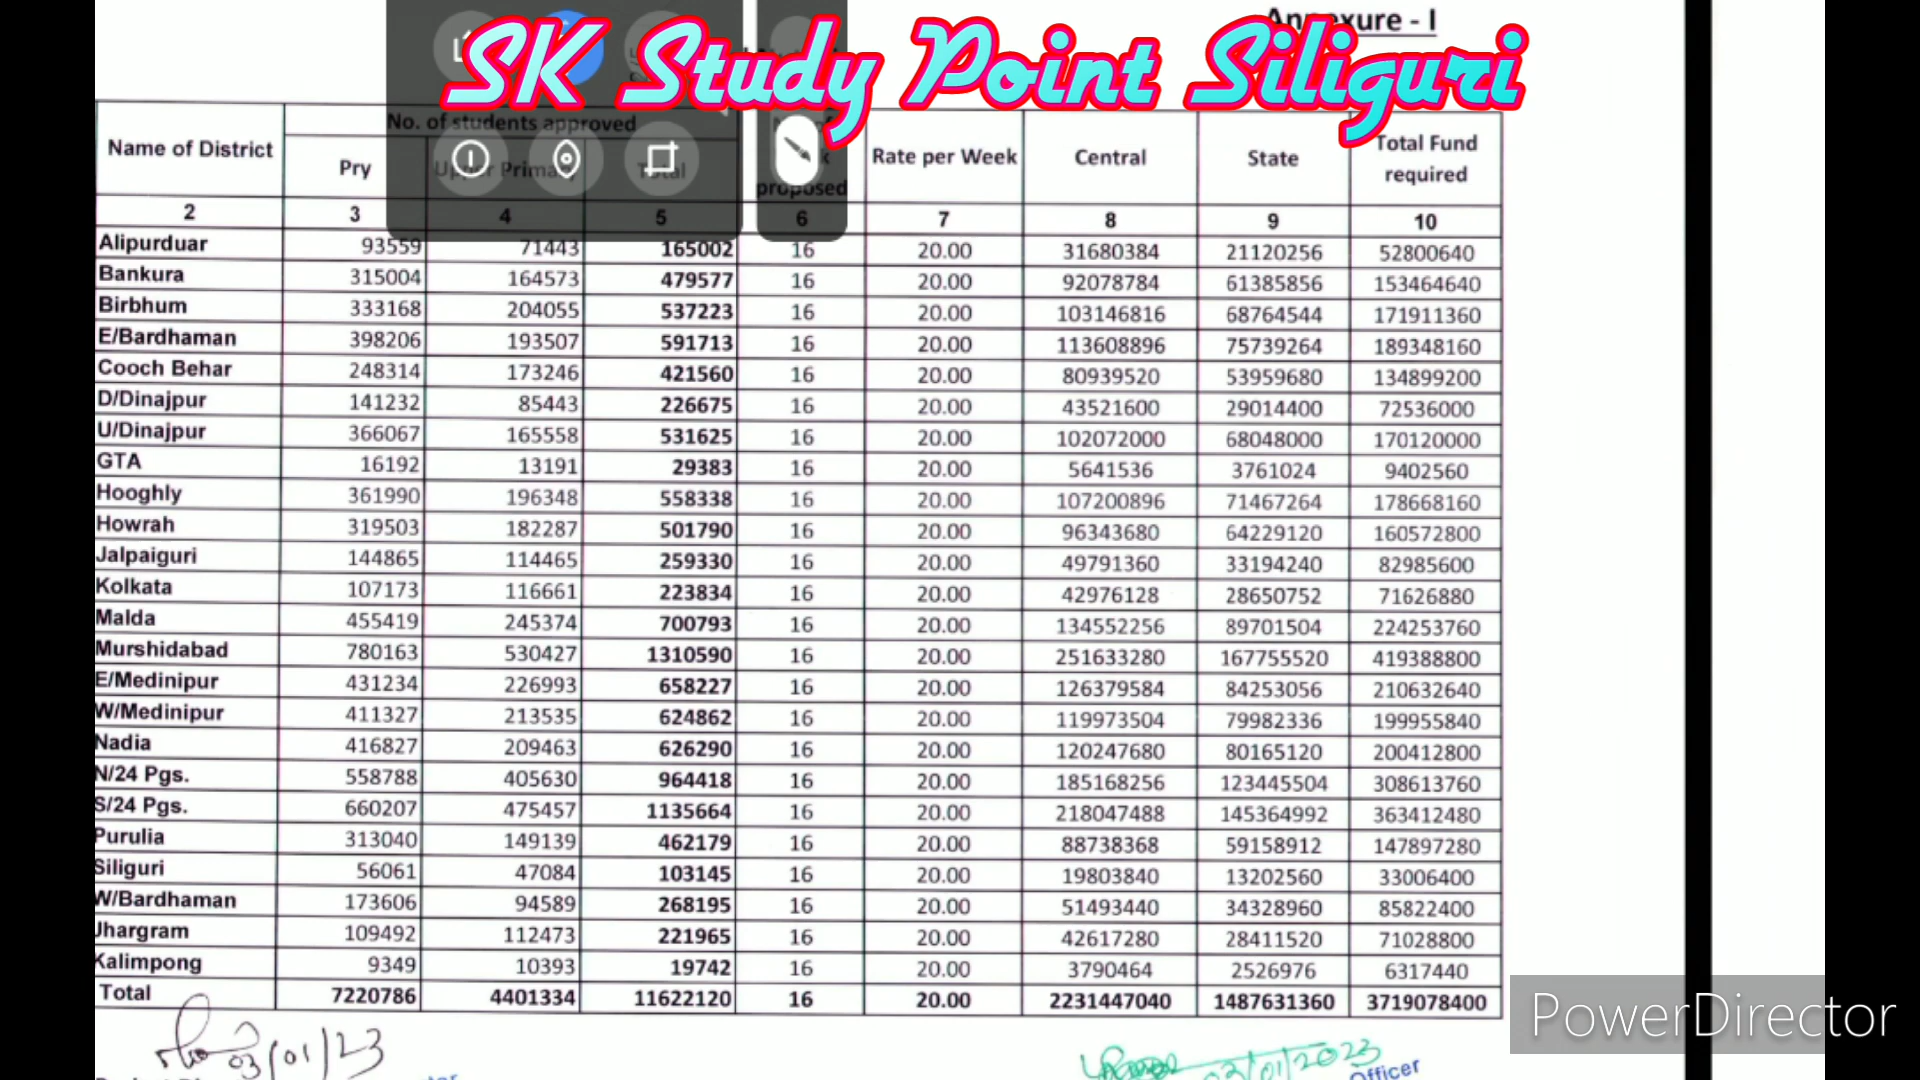 Annexure - I
SK Study Point Siliguri
Name of District No. of students approved proposed Rate per Week Central State Total Fund required
Pry Upper Primary Total
2 3 4 5 6 7 8 9 10
Alipurduar 93559 71443 165002 16 20.00 31680384 21120256 52800640
Bankura 315004 164573 479577 16 20.00 92078784 61385856 153464640
Birbhum 333168 204055 537223 16 20.00 103146816 68764544 171911360
E/Bardhaman 398206 193507 591713 16 20.00 113608896 75739264 189348160
Cooch Behar 248314 173246 421560 16 20.00 80939520 53959680 134899200
D/Dinajpur 141232 85443 226675 16 20.00 43521600 29014400 72536000
U/Dinajpur 366067 165558 531625 16 20.00 102072000 68048000 170120000
GTA 16192 13191 29383 16 20.00 5641536 3761024 9402560
Hooghly 361990 196348 558338 16 20.00 107200896 71467264 178668160
Howrah 319503 182287 501790 16 20.00 96343680 64229120 160572800
Jalpaiguri 144865 114465 259330 16 20.00 49791360 33194240 82985600
Kolkata 107173 116661 223834 16 20.00 42976128 28650752 71626880
Malda 455419 245374 700793 16 20.00 134552256 89701504 224253760
Murshidabad 780163 530427 1310590 16 20.00 251633280 167755520 419388800
E/Medinipur 431234 226993 658227 16 20.00 126379584 84253056 210632640
W/Medinipur 411327 213535 624862 16 20.00 119973504 79982336 199955840
Nadia 416827 209463 626290 16 20.00 120247680 80165120 200412800
N/24 Pgs. 558788 405630 964418 16 20.00 185168256 123445504 308613760
S/24 Pgs. 660207 475457 1135664 16 20.00 218047488 145364992 363412480
Purulia 313040 149139 462179 16 20.00 88738368 59158912 147897280
Siliguri 56061 47084 103145 16 20.00 19803840 13202560 33006400
W/Bardhaman 173606 94589 268195 16 20.00 51493440 34328960 85822400
Jhargram 109492 112473 221965 16 20.00 42617280 28411520 71028800
Kalimpong 9349 10393 19742 16 20.00 3790464 2526976 6317440
Total 7220786 4401334 11622120 16 20.00 2231447040 1487631360 3719078400
PowerDirector
03/01/23
03/01/2023
Officer